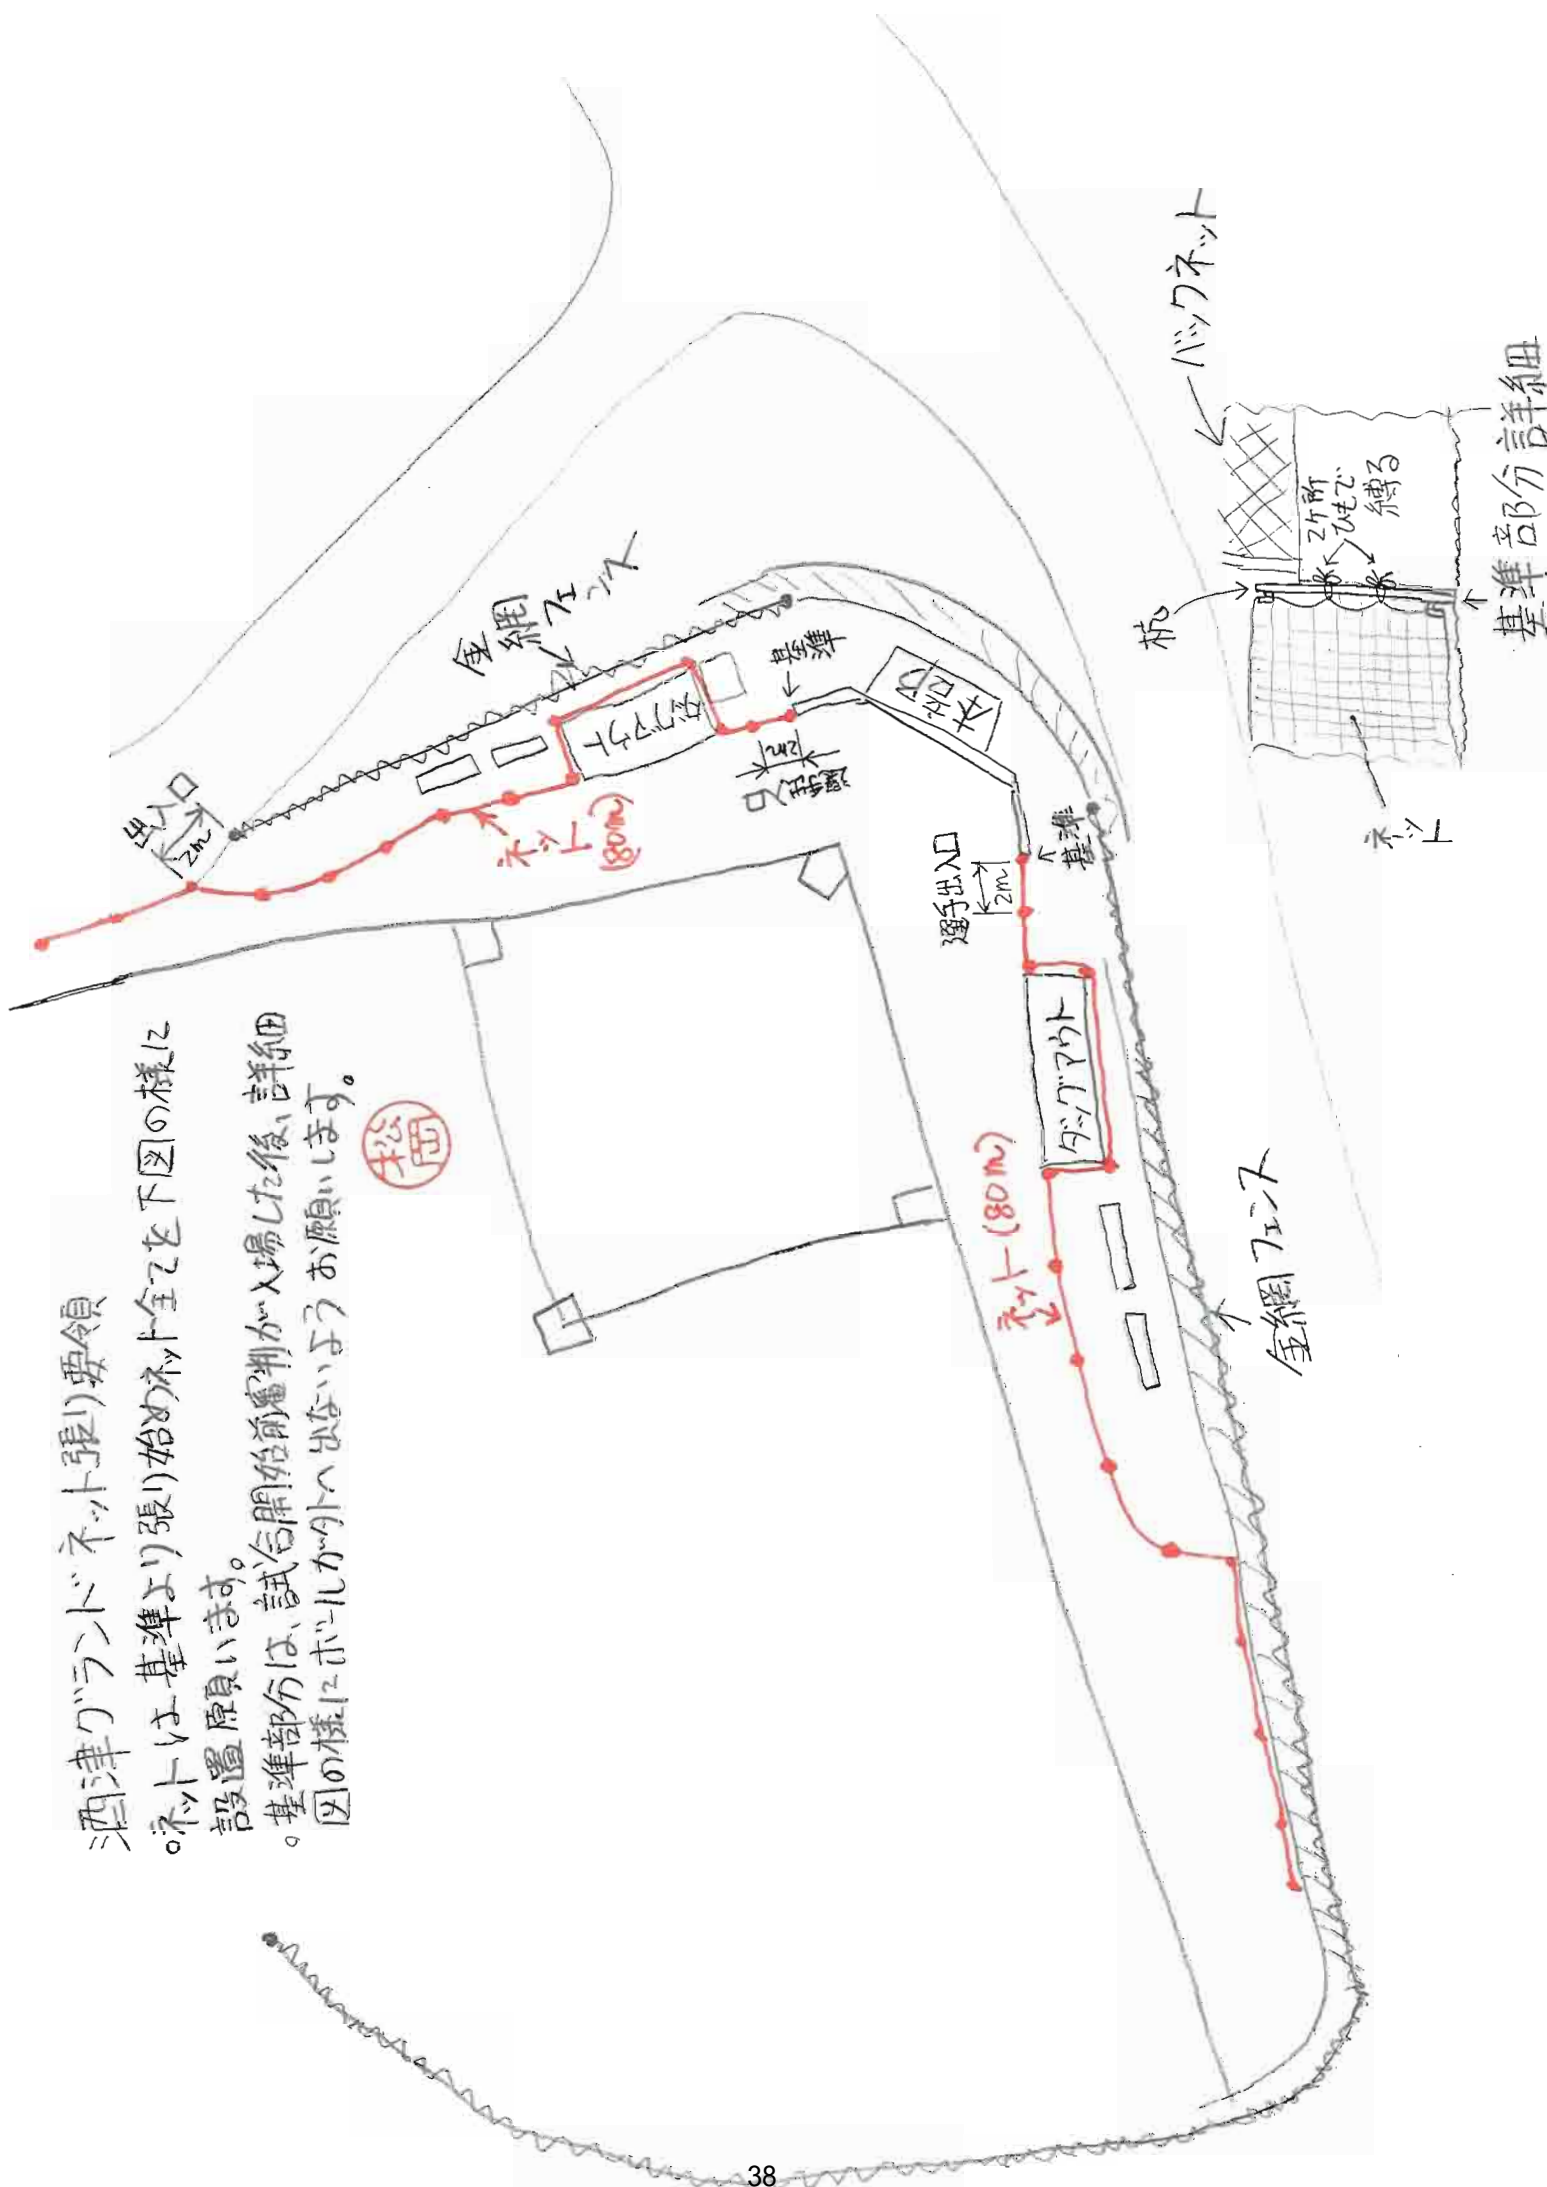 酒津グランドネット張り要領
。ネットは基準より張り始めネット全てを下図の様に
設置願います。
。基準部分は、試合開始前審判が入場した後、詳細
図の様にボールが外へ出ないようお願いします。
松岡
出入口
2m
金網フェンス
ネット
(80m)
ダッグアウト
選手出入口
2m
基準
本部
選手出入口
2m
基準
ダッグアウト
ネット(80m)
金網フェンス
バックネット
杭
2ヶ所
ひもで
縛る
ネット
基準部分詳細
38